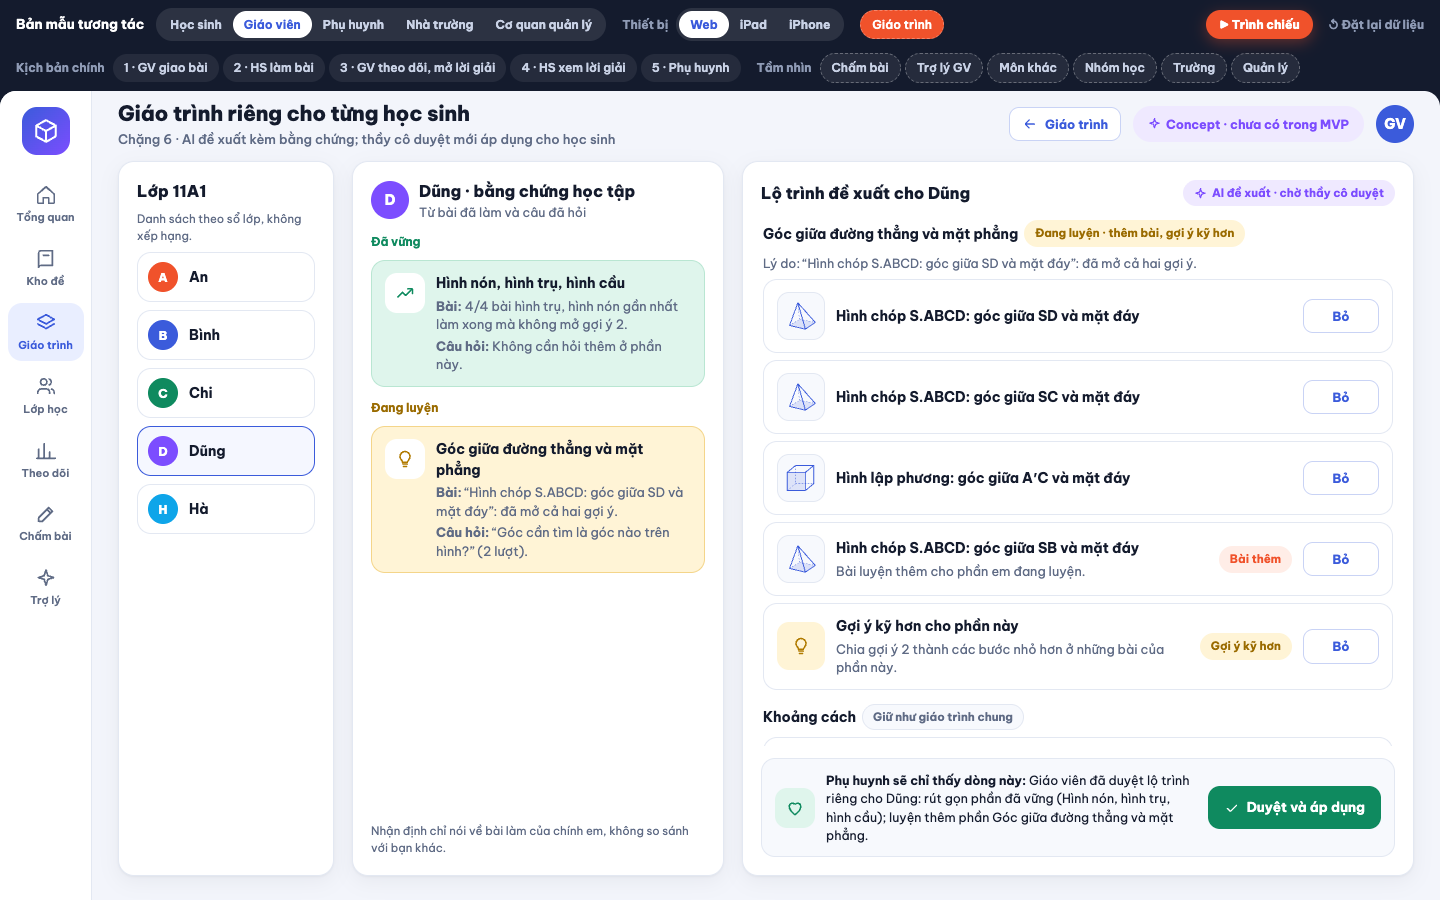 Bản mẫu tương tác
Học sinh
Giáo viên
Phụ huynh
Nhà trường
Cơ quan quản lý
Thiết bị
Web
iPad
iPhone
Giáo trình
Trình chiếu
Đặt lại dữ liệu
Kịch bản chính
1 · GV giao bài
2 · HS làm bài
3 · GV theo dõi, mở lời giải
4 · HS xem lời giải
5 · Phụ huynh
Tầm nhìn
Chấm bài
Trợ lý GV
Môn khác
Nhóm học
Trường
Quản lý
Tổng quan
Kho đề
Giáo trình
Lớp học
Theo dõi
Chấm bài
Trợ lý
Giáo trình riêng cho từng học sinh
Chặng 6 · AI đề xuất kèm bằng chứng; thầy cô duyệt mới áp dụng cho học sinh
← Giáo trình
Concept · chưa có trong MVP
GV
Lớp 11A1
Danh sách theo sổ lớp, không
xếp hạng.
A An
B Bình
C Chi
D Dũng
H Hà
D
Dũng · bằng chứng học tập
Từ bài đã làm và câu đã hỏi
Đã vững
Hình nón, hình trụ, hình cầu
Bài: 4/4 bài hình trụ, hình nón gần nhất
làm xong mà không mở gợi ý 2.
Câu hỏi: Không cần hỏi thêm ở phần
này.
Đang luyện
Góc giữa đường thẳng và mặt
phẳng
Bài: “Hình chóp S.ABCD: góc giữa SD và
mặt đáy”: đã mở cả hai gợi ý.
Câu hỏi: “Góc cần tìm là góc nào trên
hình?” (2 lượt).
Nhận định chỉ nói về bài làm của chính em, không so sánh
với bạn khác.
Lộ trình đề xuất cho Dũng
AI đề xuất · chờ thầy cô duyệt
Góc giữa đường thẳng và mặt phẳng
Đang luyện · thêm bài, gợi ý kỹ hơn
Lý do: “Hình chóp S.ABCD: góc giữa SD và mặt đáy”: đã mở cả hai gợi ý.
Hình chóp S.ABCD: góc giữa SD và mặt đáy
Bỏ
Hình chóp S.ABCD: góc giữa SC và mặt đáy
Bỏ
Hình lập phương: góc giữa A’C và mặt đáy
Bỏ
Hình chóp S.ABCD: góc giữa SB và mặt đáy
Bài luyện thêm cho phần em đang luyện.
Bài thêm
Bỏ
Gợi ý kỹ hơn cho phần này
Chia gợi ý 2 thành các bước nhỏ hơn ở những bài của
phần này.
Gợi ý kỹ hơn
Bỏ
Khoảng cách
Giữ như giáo trình chung
Phụ huynh sẽ chỉ thấy dòng này: Giáo viên đã duyệt lộ trình
riêng cho Dũng: rút gọn phần đã vững (Hình nón, hình trụ,
hình cầu); luyện thêm phần Góc giữa đường thẳng và mặt
phẳng.
Duyệt và áp dụng